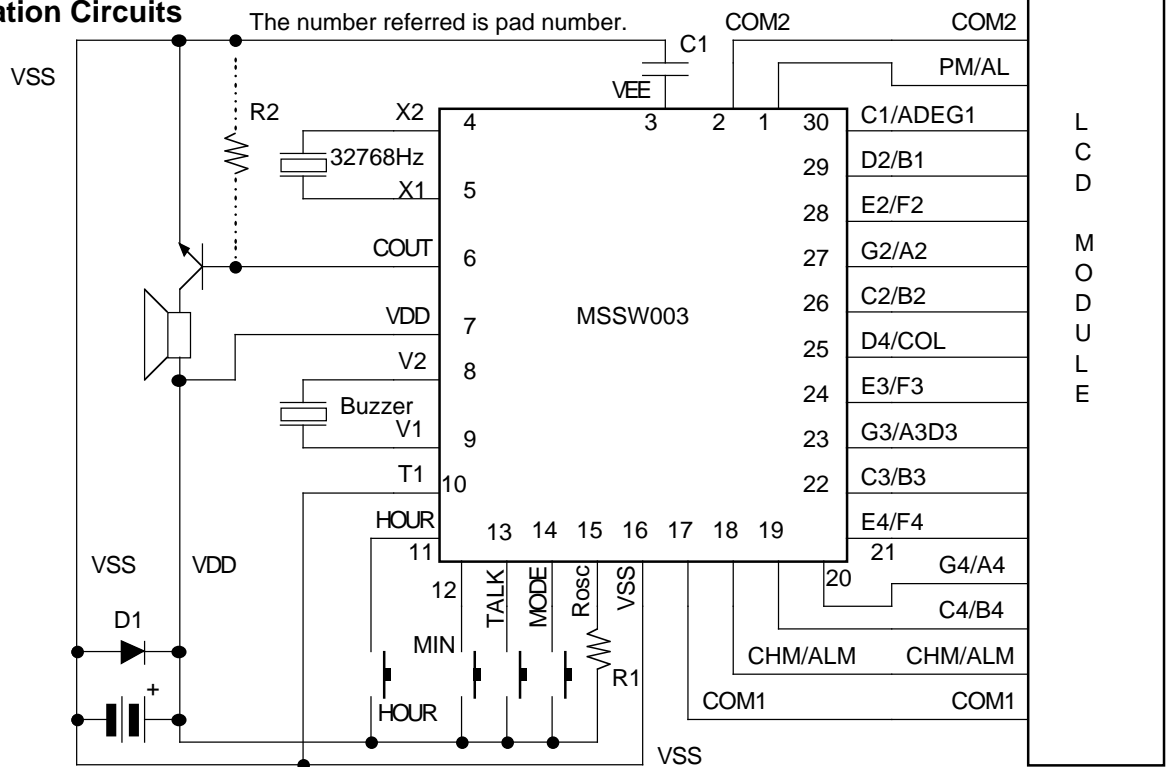 ation Circuits
The number referred is pad number.
COM2 COM2
C1
PM/AL
VSS
VEE
R2
X2 4 3 2 1 30 C1/ADEG1
32768Hz
29 D2/B1
X1 5
28 E2/F2
COUT 6
27 G2/A2
MSSW003
26 C2/B2
VDD 7
25 D4/COL
V2 8
24 E3/F3
Buzzer
V1 9
23 G3/A3D3
T1 10
22 C3/B3
HOUR 11
E4/F4
21
12 13 14 15 16 17 18 19 20
G4/A4
C4/B4
LCD MODULE
VSS VDD
TALK
MODE
Rosc
VSS
D1
MIN
R1
CHM/ALM CHM/ALM
+
HOUR
COM1 COM1
VSS